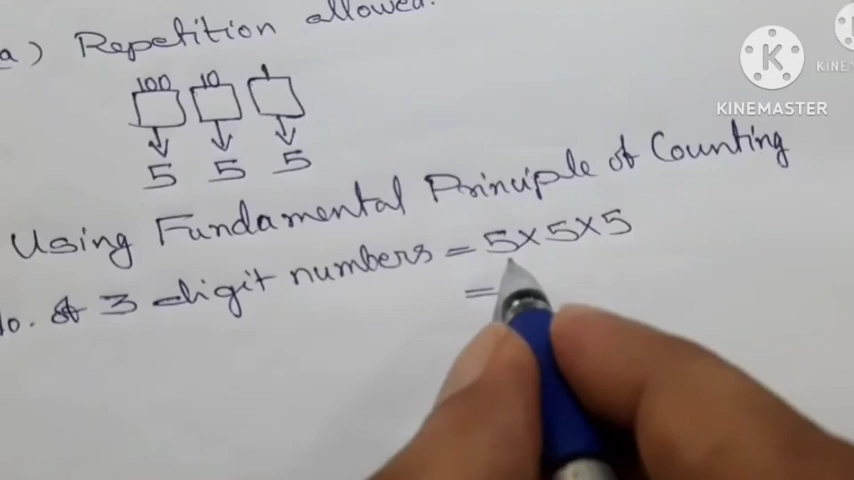 a) Repetition allowed.
100 10 1
5 5 5
Using Fundamental Principle of Counting
No. of 3 digit numbers = 5×5×5
=
K
KINEMASTER
KINEM